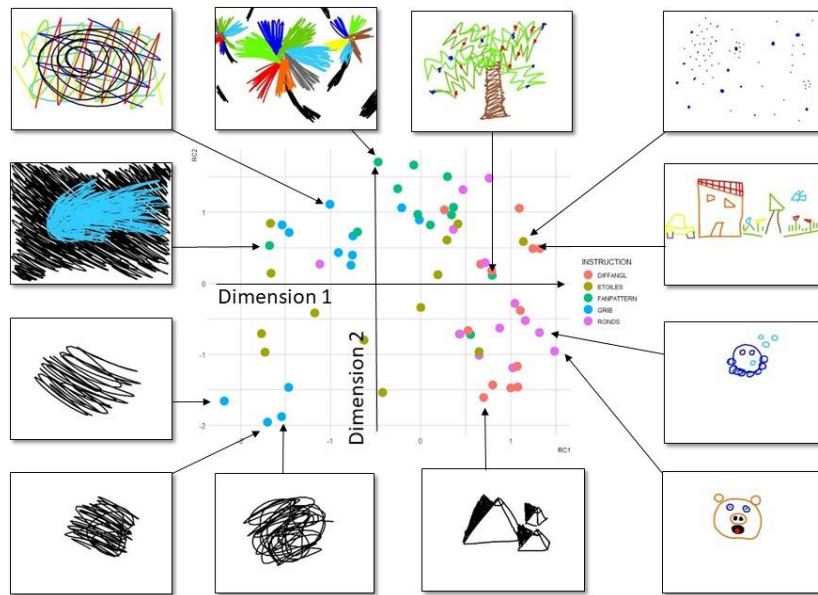 RC2
1
0
-1
-2
Dimension 1
Dimension 2
-2
-1
0
1
RC1
INSTRUCTION
DIFFANGL
ETOILES
FANPATTERN
GRIB
RONDS